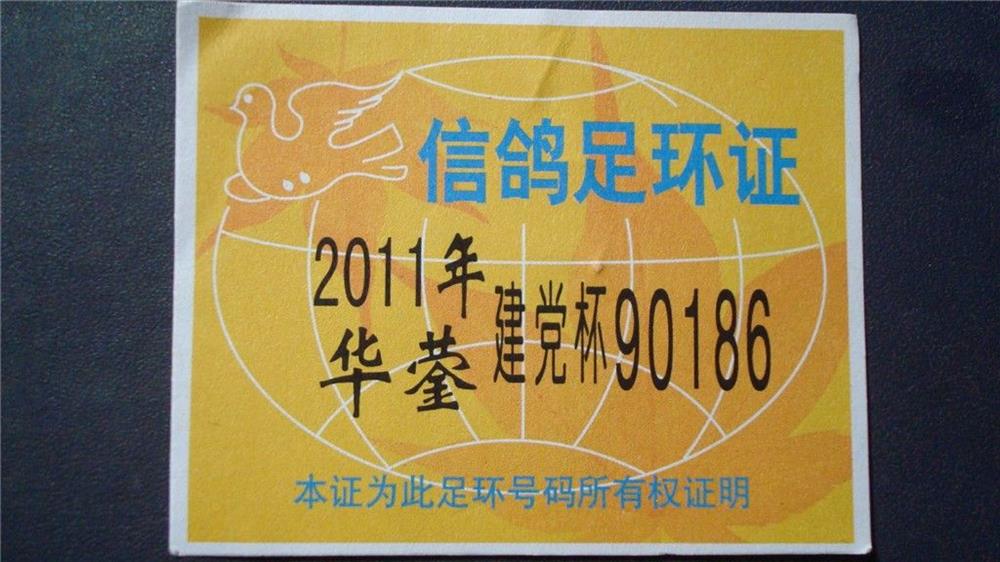 信鸽足环证
2011年
华蓥
建党杯90186
本证为此足环号码所有权证明